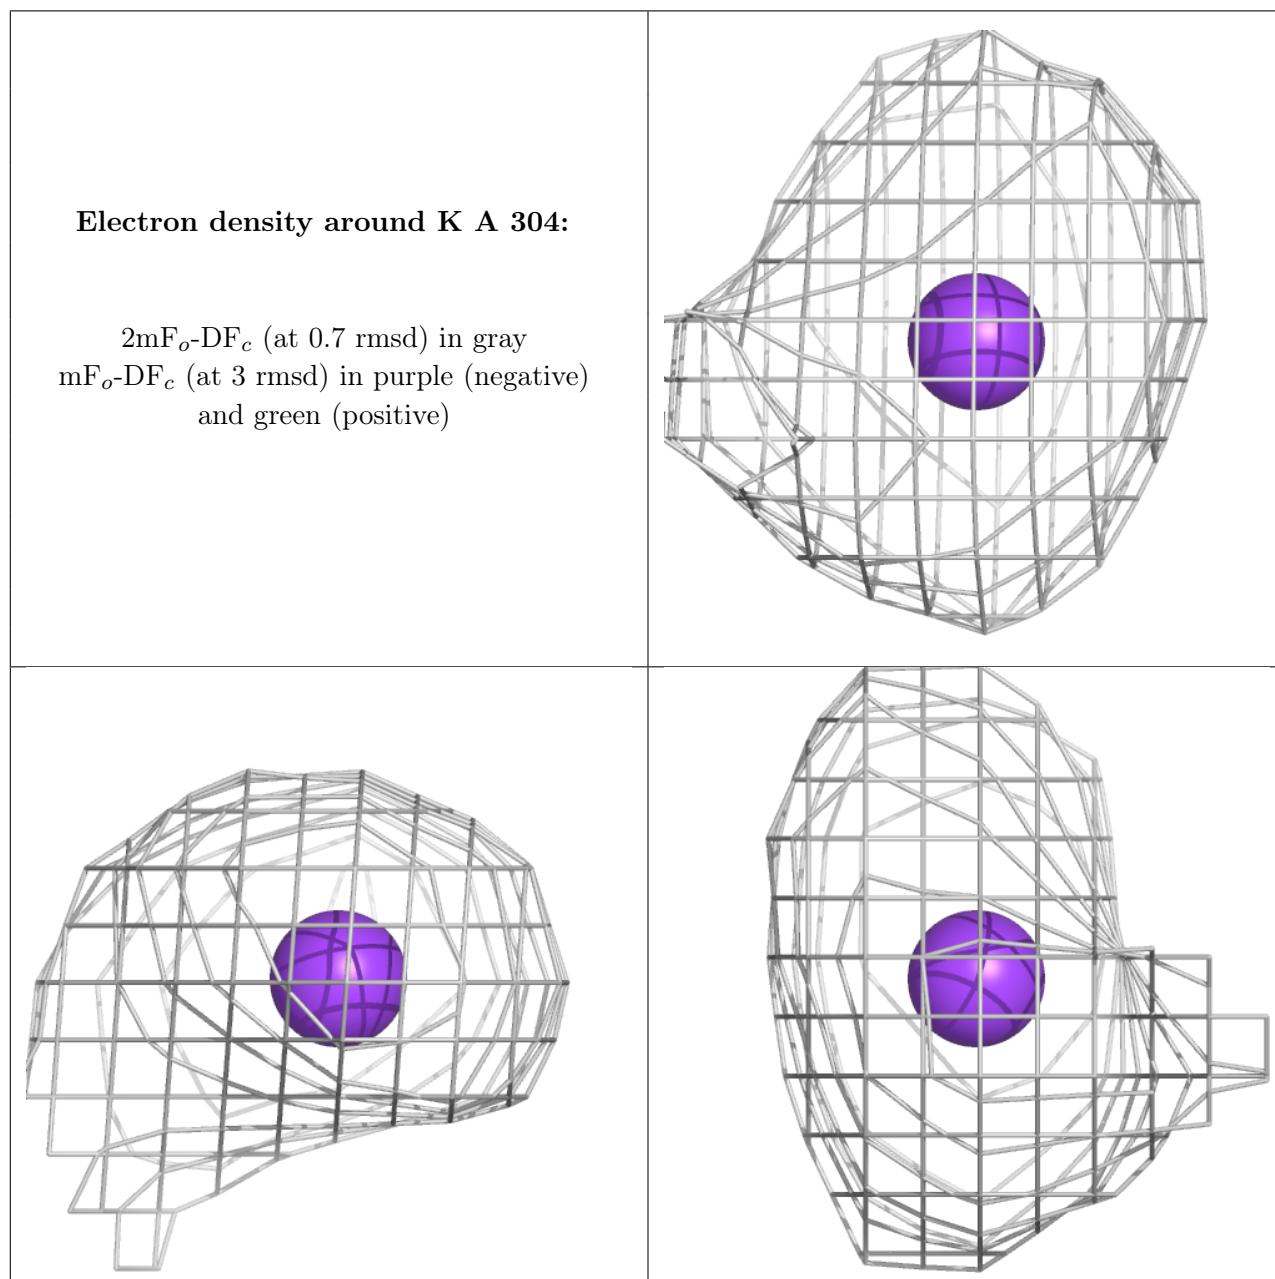 Electron density around K A 304:
2mFo-DFc (at 0.7 rmsd) in gray
mFo-DFc (at 3 rmsd) in purple (negative)
and green (positive)